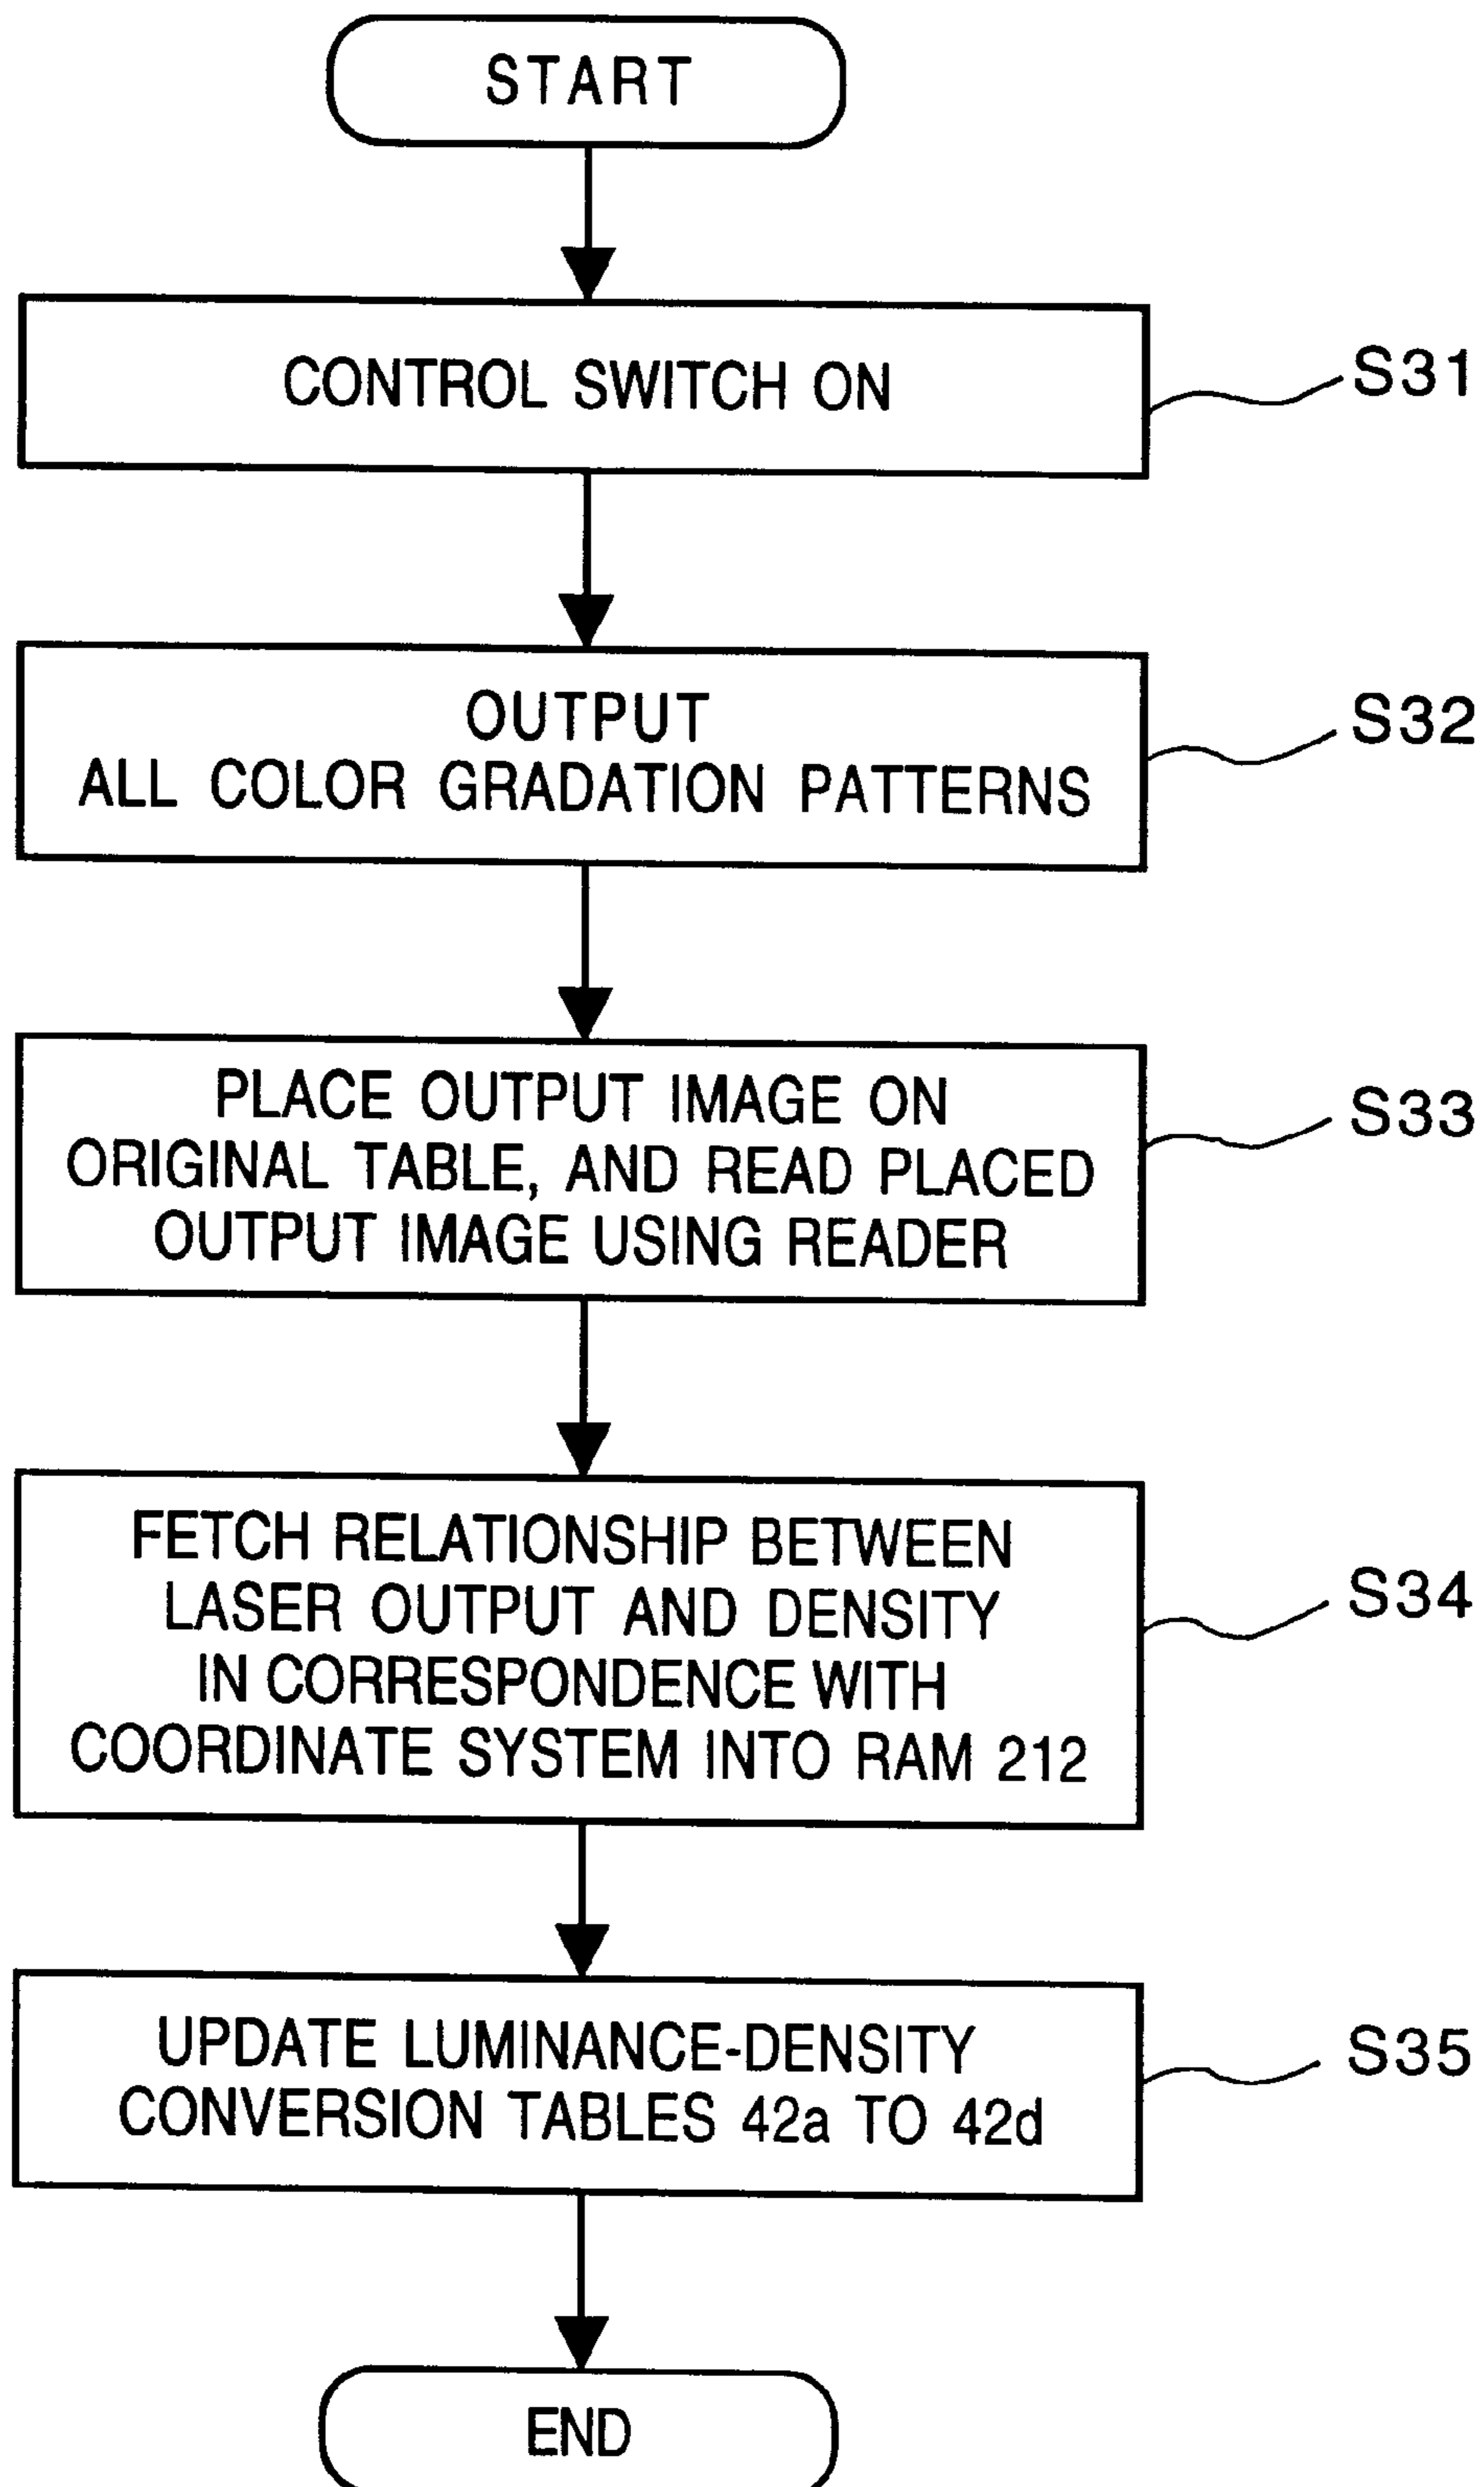 START
CONTROL SWITCH ON
S31
OUTPUT
ALL COLOR GRADATION PATTERNS
S32
PLACE OUTPUT IMAGE ON
ORIGINAL TABLE, AND READ PLACED
OUTPUT IMAGE USING READER
S33
FETCH RELATIONSHIP BETWEEN
LASER OUTPUT AND DENSITY
IN CORRESPONDENCE WITH
COORDINATE SYSTEM INTO RAM 212
S34
UPDATE LUMINANCE-DENSITY
CONVERSION TABLES 42a TO 42d
S35
END